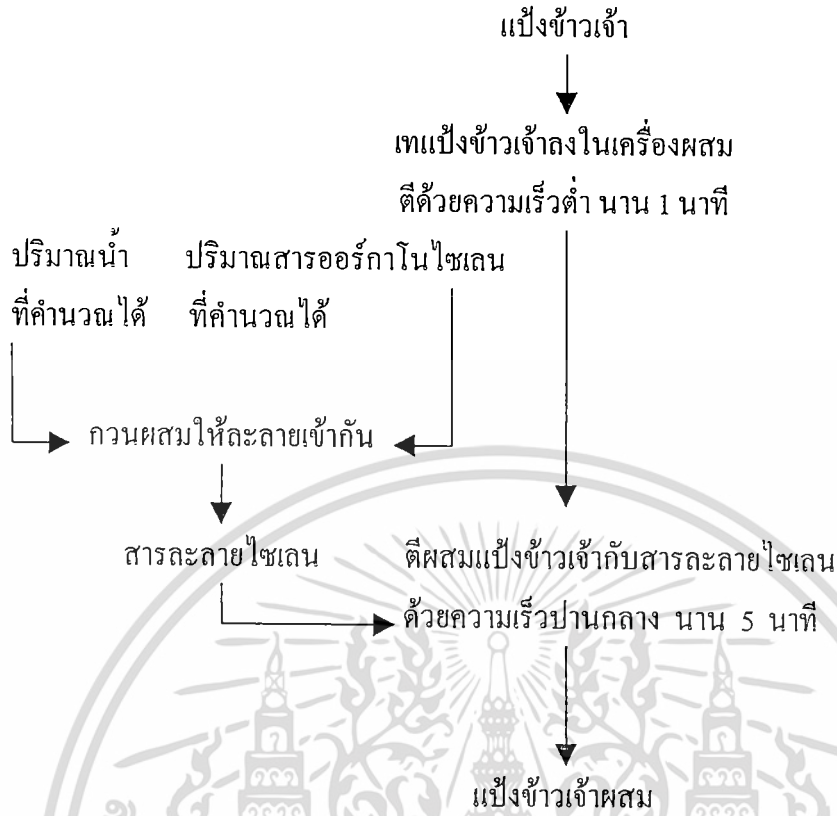 แป้งข้าวเจ้า
เทแป้งข้าวเจ้าลงในเครื่องผสม
ตีด้วยความเร็วต่ำ นาน 1 นาที
ปริมาณน้ำ
ที่คำนวณได้
ปริมาณสารออร์กาโนไซเลน
ที่คำนวณได้
กวนผสมให้ละลายเข้ากัน
สารละลายไซเลน
ตีผสมแป้งข้าวเจ้ากับสารละลายไซเลน
ด้วยความเร็วปานกลาง นาน 5 นาที
แป้งข้าวเจ้าผสม